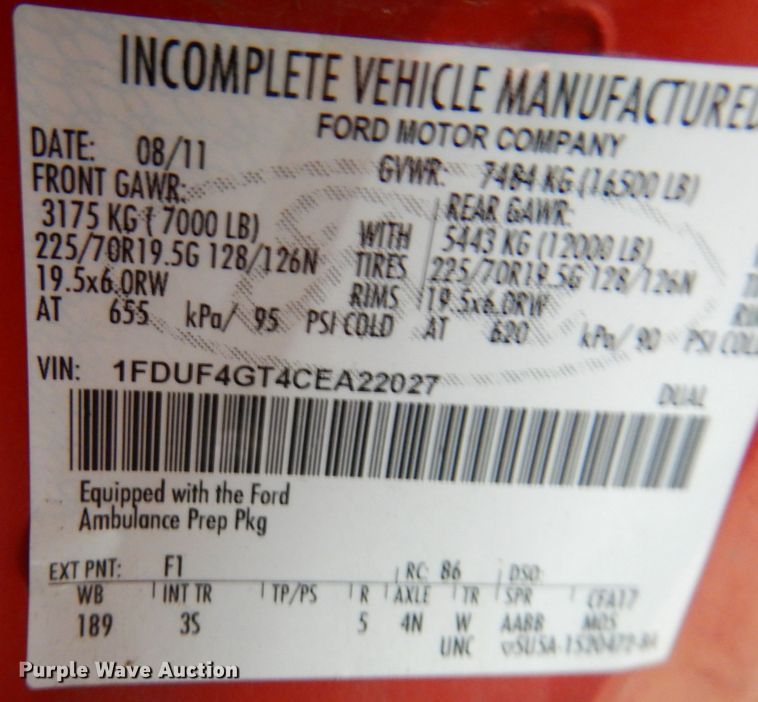 INCOMPLETE VEHICLE MANUFACTURED
FORD MOTOR COMPANY
DATE: 08/11 GVWR: 7484 KG (16500 LB)
FRONT GAWR: REAR GAWR:
3175 KG ( 7000 LB) WITH 5443 KG (12000 LB)
225/70R19.5G 128/126N TIRES 225/70R19.5G 128/126N
19.5x6.0RW RIMS 19.5x6.0RW
AT 655 kPa/ 95 PSI COLD AT 620 kPa/ 90 PSI COLD
VIN: 1FDUF4GT4CEA22027 DUAL
Equipped with the Ford
Ambulance Prep Pkg
EXT PNT: F1 RC: 86 DSO:
WB INT TR TP/PS R AXLE TR SPR CFA17
189 3S 5 4N W AABB MOS
UNC
Purple Wave Auction